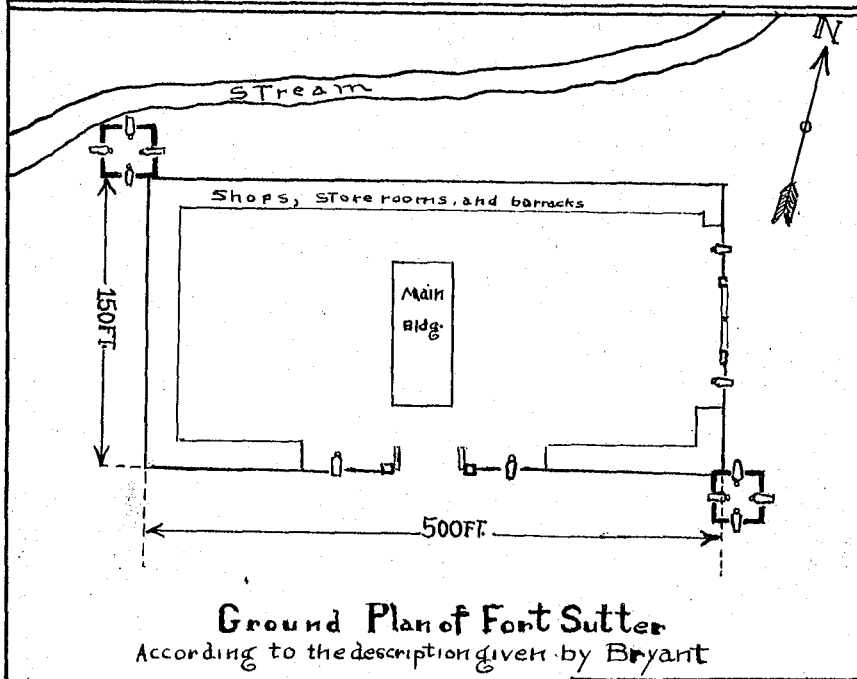 N
STream
Shops, Store rooms, and barracks
Main
Bldg.
150FT.
500FT.
Ground Plan of Fort Sutter
According to the description given by Bryant